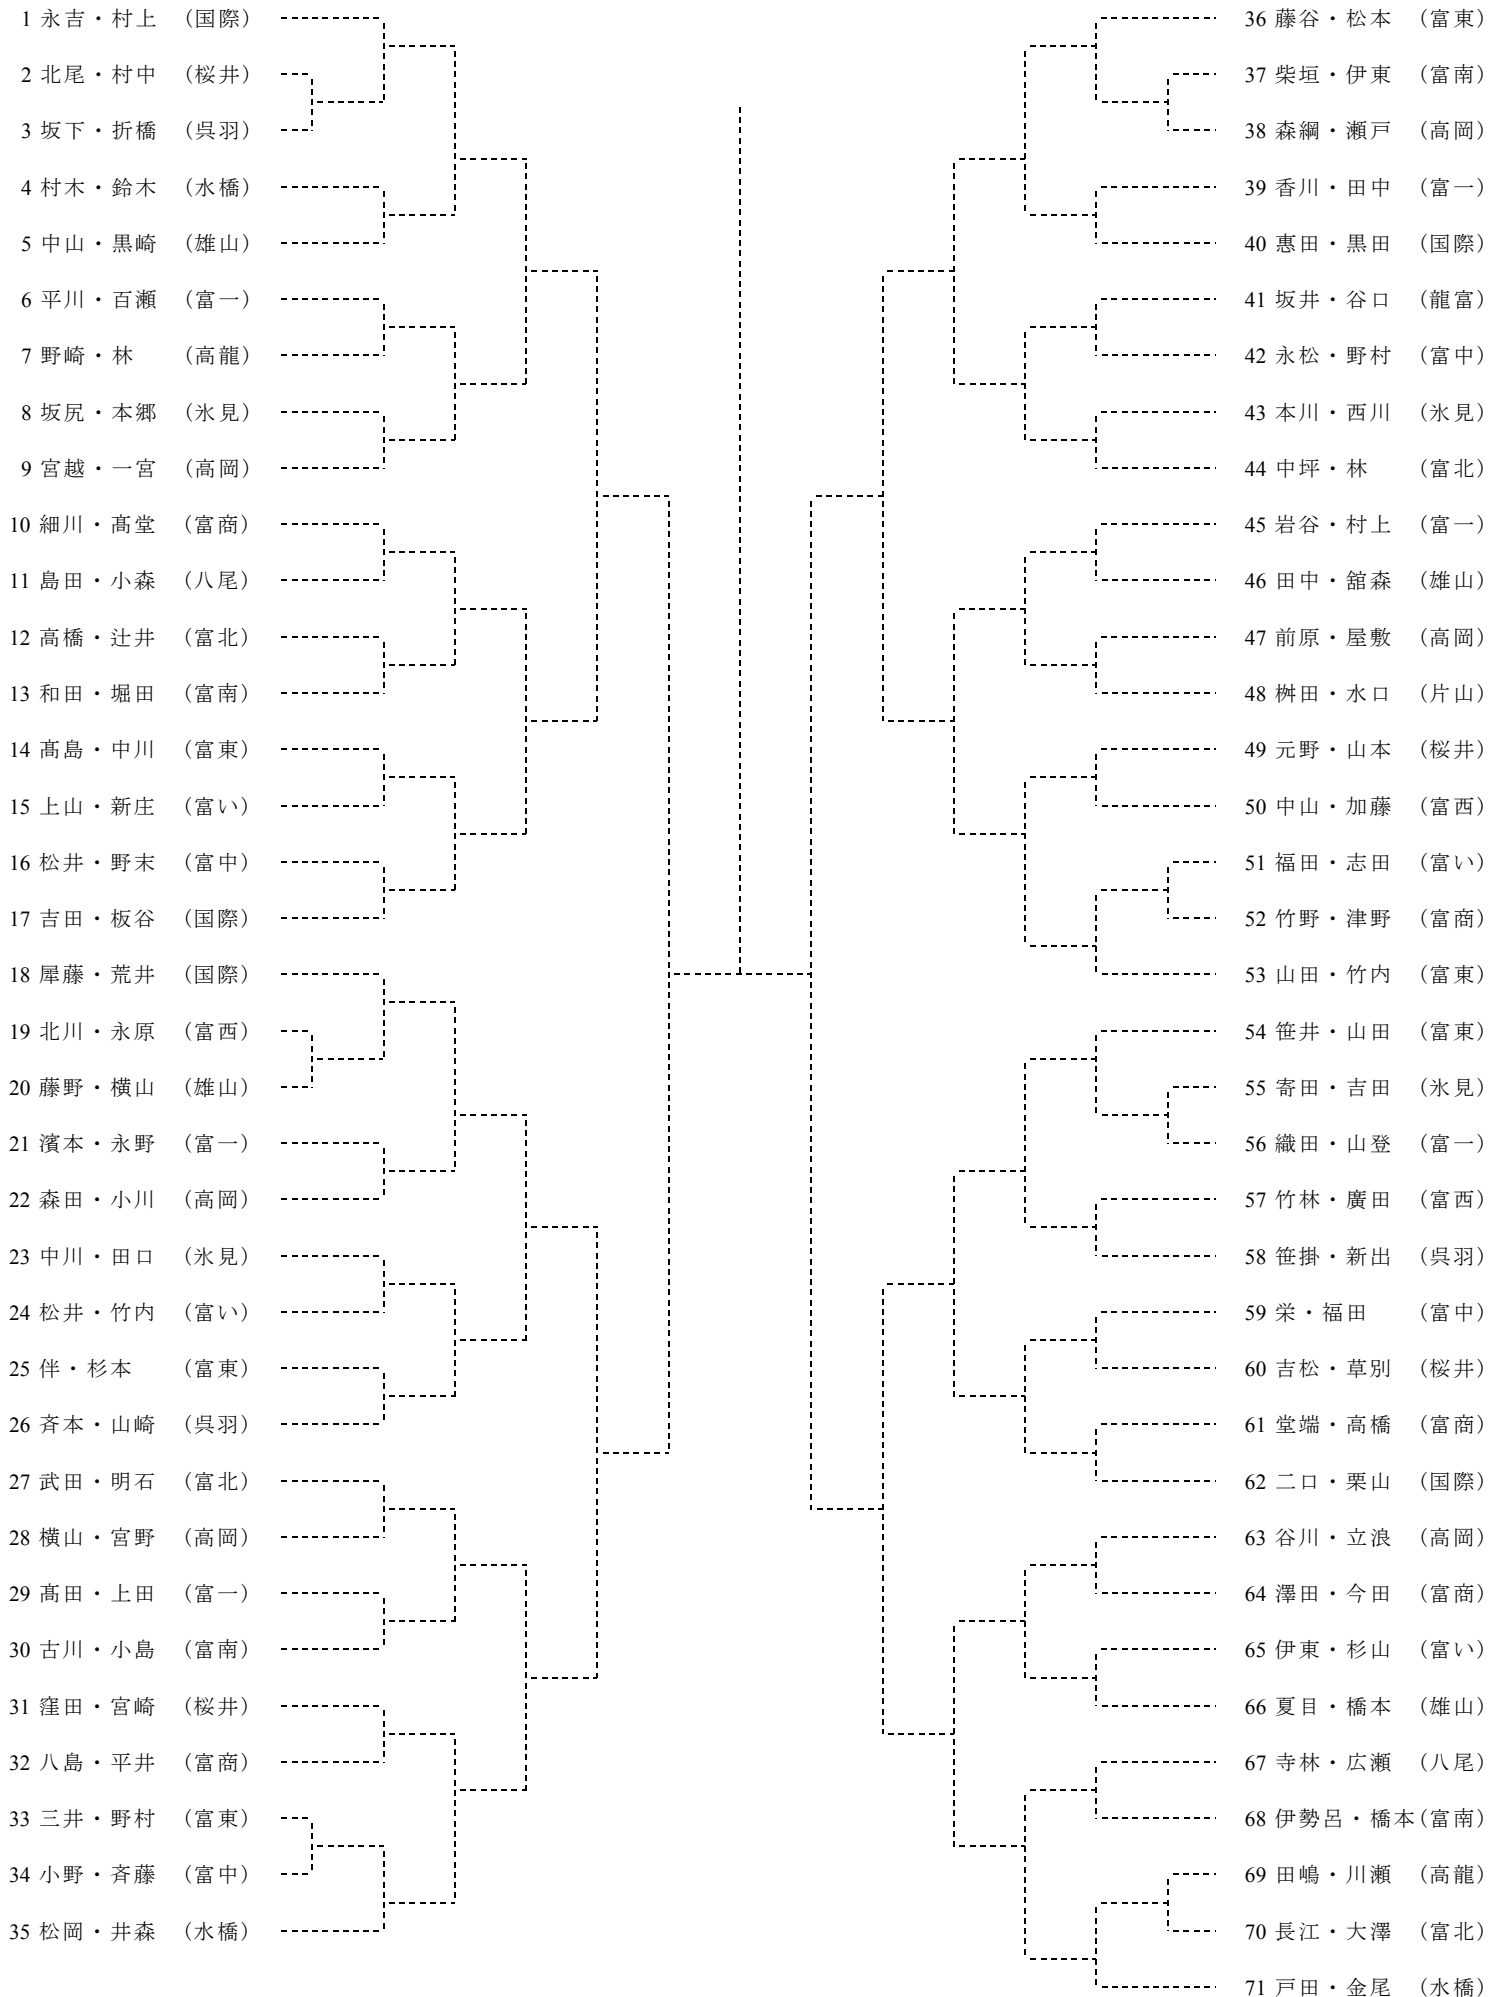 1 永吉・村上 （国際）
2 北尾・村中 （桜井）
3 坂下・折橋 （呉羽）
4 村木・鈴木 （水橋）
5 中山・黒崎 （雄山）
6 平川・百瀬 （富一）
7 野崎・林 （高龍）
8 坂尻・本郷 （氷見）
9 宮越・一宮 （高岡）
10 細川・髙堂 （富商）
11 島田・小森 （八尾）
12 高橋・辻井 （富北）
13 和田・堀田 （富南）
14 髙島・中川 （富東）
15 上山・新庄 （富い）
16 松井・野末 （富中）
17 吉田・板谷 （国際）
18 犀藤・荒井 （国際）
19 北川・永原 （富西）
20 藤野・横山 （雄山）
21 濱本・永野 （富一）
22 森田・小川 （高岡）
23 中川・田口 （氷見）
24 松井・竹内 （富い）
25 伴・杉本 （富東）
26 斉本・山崎 （呉羽）
27 武田・明石 （富北）
28 横山・宮野 （高岡）
29 髙田・上田 （富一）
30 古川・小島 （富南）
31 窪田・宮崎 （桜井）
32 八島・平井 （富商）
33 三井・野村 （富東）
34 小野・斉藤 （富中）
35 松岡・井森 （水橋）
36 藤谷・松本 （富東）
37 柴垣・伊東 （富南）
38 森綱・瀬戸 （高岡）
39 香川・田中 （富一）
40 惠田・黒田 （国際）
41 坂井・谷口 （龍富）
42 永松・野村 （富中）
43 本川・西川 （氷見）
44 中坪・林 （富北）
45 岩谷・村上 （富一）
46 田中・舘森 （雄山）
47 前原・屋敷 （高岡）
48 桝田・水口 （片山）
49 元野・山本 （桜井）
50 中山・加藤 （富西）
51 福田・志田 （富い）
52 竹野・津野 （富商）
53 山田・竹内 （富東）
54 笹井・山田 （富東）
55 寄田・吉田 （氷見）
56 織田・山登 （富一）
57 竹林・廣田 （富西）
58 笹掛・新出 （呉羽）
59 栄・福田 （富中）
60 吉松・草別 （桜井）
61 堂端・高橋 （富商）
62 二口・栗山 （国際）
63 谷川・立浪 （高岡）
64 澤田・今田 （富商）
65 伊東・杉山 （富い）
66 夏目・橋本 （雄山）
67 寺林・広瀬 （八尾）
68 伊勢呂・橋本（富南）
69 田嶋・川瀬 （高龍）
70 長江・大澤 （富北）
71 戸田・金尾 （水橋）